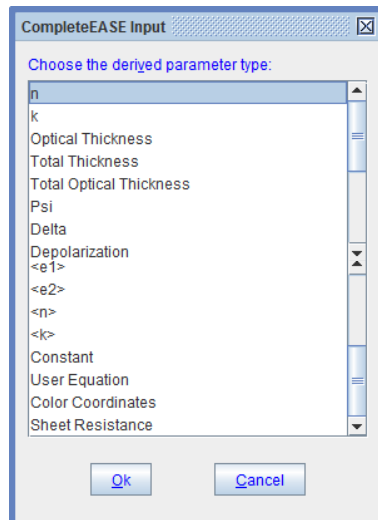 CompleteEASE Input
Choose the derived parameter type:
n
k
Optical Thickness
Total Thickness
Total Optical Thickness
Psi
Delta
Depolarization
<e1>
<e2>
<n>
<k>
Constant
User Equation
Color Coordinates
Sheet Resistance
Ok Cancel